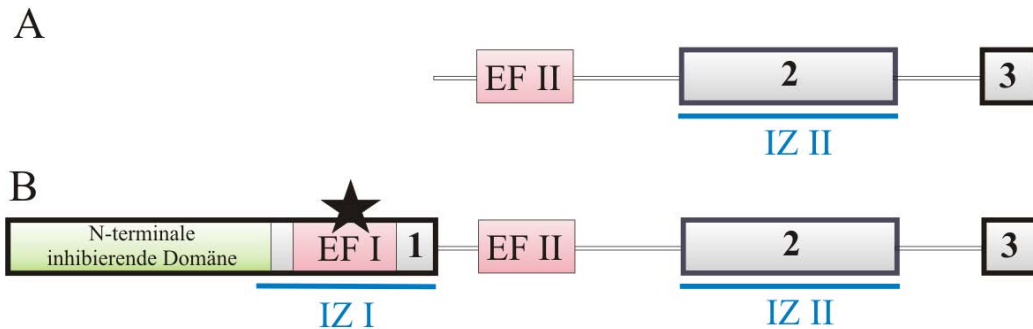 A
EF II
2
3
IZ II
B
N-terminale
inhibierende Domäne
EF I
1
EF II
2
3
IZ I
IZ II